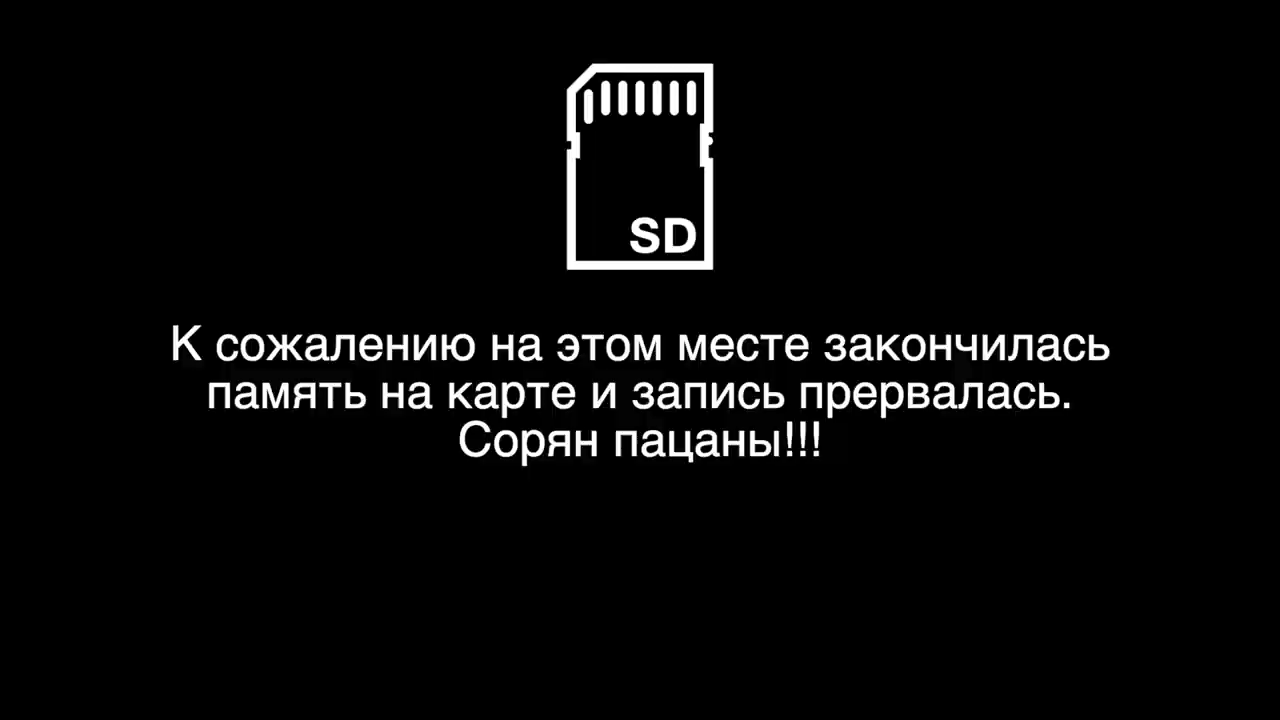 SD
К сожалению на этом месте закончилась
память на карте и запись прервалась.
Сорян пацаны!!!